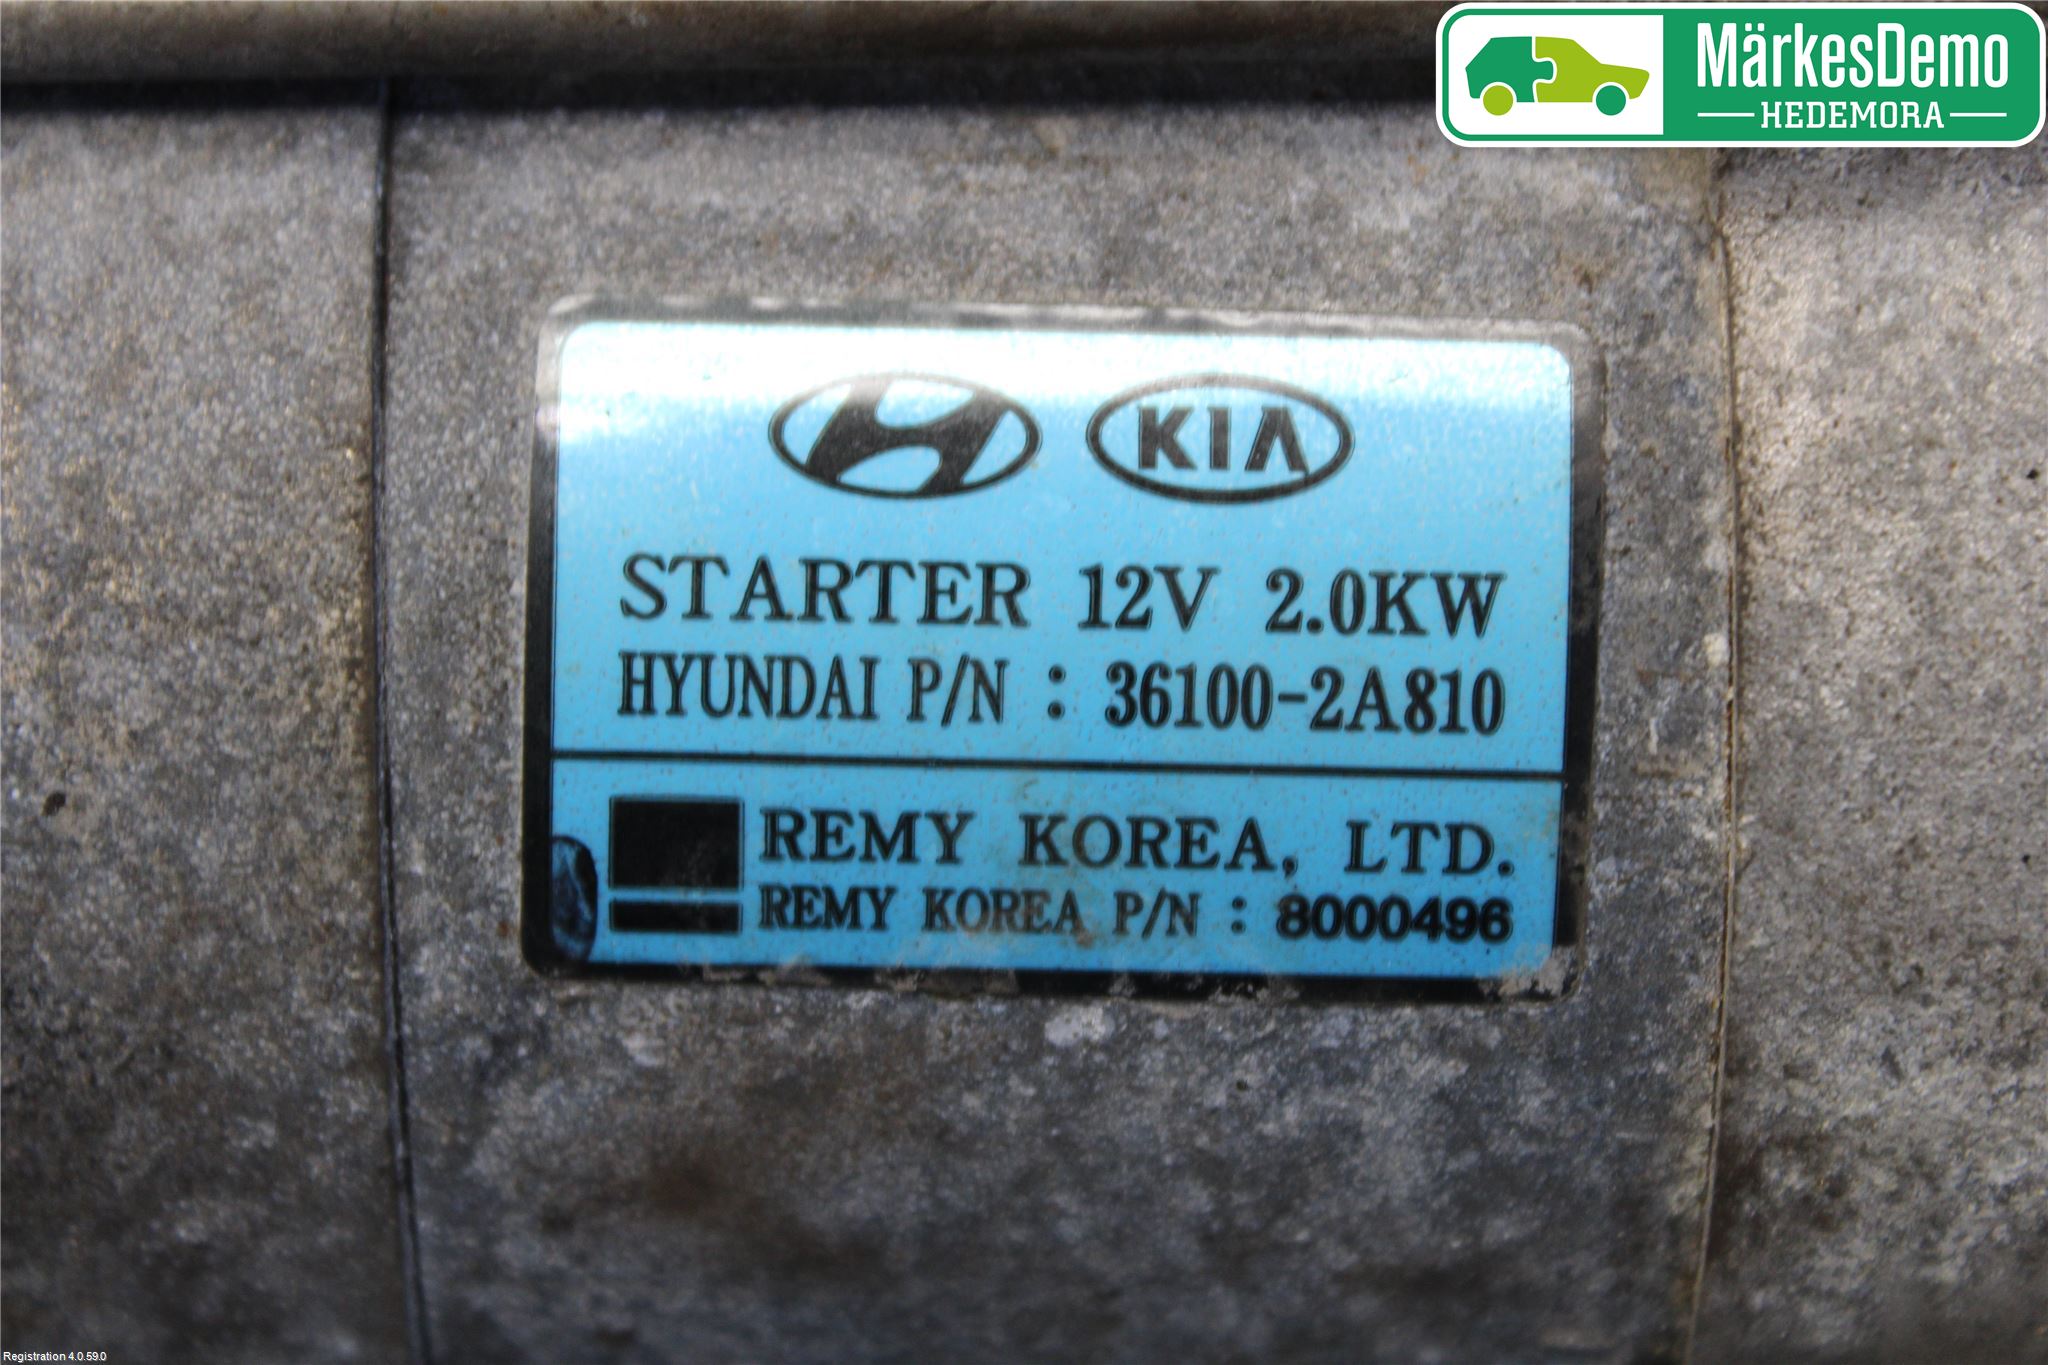 MärkesDemo
HEDEMORA
KIA
STARTER 12V 2.0KW
HYUNDAI P/N : 36100-2A810
REMY KOREA, LTD.
REMY KOREA P/N : 8000496
Registration 4.0.59.0